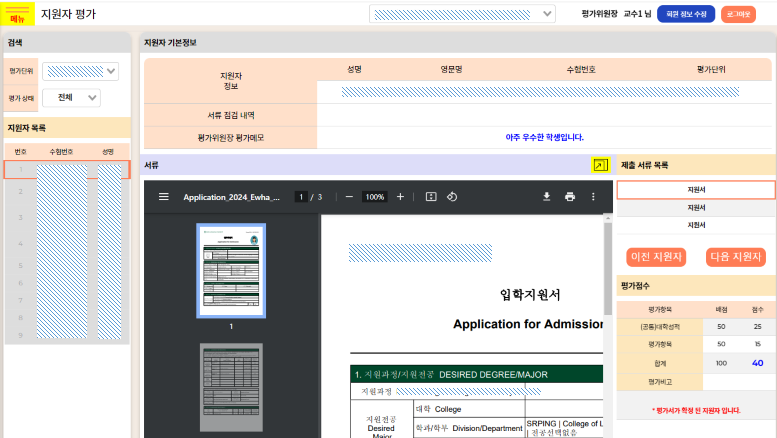 메뉴
지원자 평가
평가위원장 교수1 님
회원 정보 수정
로그아웃
검색
평가단위
평가 상태
전체
지원자 목록
번호 수험번호 성명
1
2
3
4
5
6
7
8
9
지원자 기본정보
지원자
정보
성명 영문명 수험번호 평가단위
서류 점검 내역
평가위원장 평가메모
아주 우수한 학생입니다.
서류
Application_2024_Ewha_...
1 / 3
100%
1
입학지원서
Application for Admission
1. 지원과정/지원전공 DESIRED DEGREE/MAJOR
지원과정
지원전공
Desired
Major
대학 College
학과/학부 Division/Department
SRPING | College of L
| 전공선택없음
제출 서류 목록
지원서
지원서
지원서
이전 지원자
다음 지원자
평가점수
평가항목 배점 점수
(공통)대학성적 50 25
평가항목 50 15
합계 100 40
평가비고
* 평가서가 확정 된 지원자 입니다.